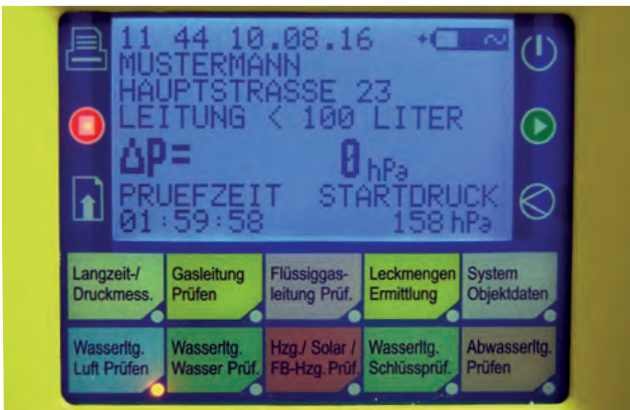 11 44 10.08.16
MUSTERMANN
HAUPTSTRASSE 23
LEITUNG < 100 LITER
ΔP= 0 hPa
PRUEFZEIT STARTDRUCK
01:59:58 158 hPa
Langzeit-/
Druckmess.
Gasleitung
Prüfen
Flüssiggas-
leitung Prüf.
Leckmengen
Ermittlung
System
Objektdaten
Wasserltg.
Luft Prüfen
Wasserltg.
Wasser Prüf.
Hzg./ Solar /
FB-Hzg. Prüf.
Wasserltg.
Schlüssprüf.
Abwasserltg.
Prüfen